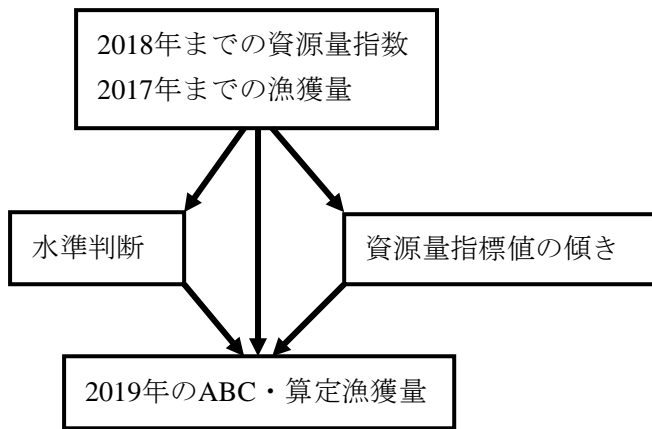 2018年までの資源量指数
2017年までの漁獲量
水準判断
資源量指標値の傾き
2019年のABC・算定漁獲量